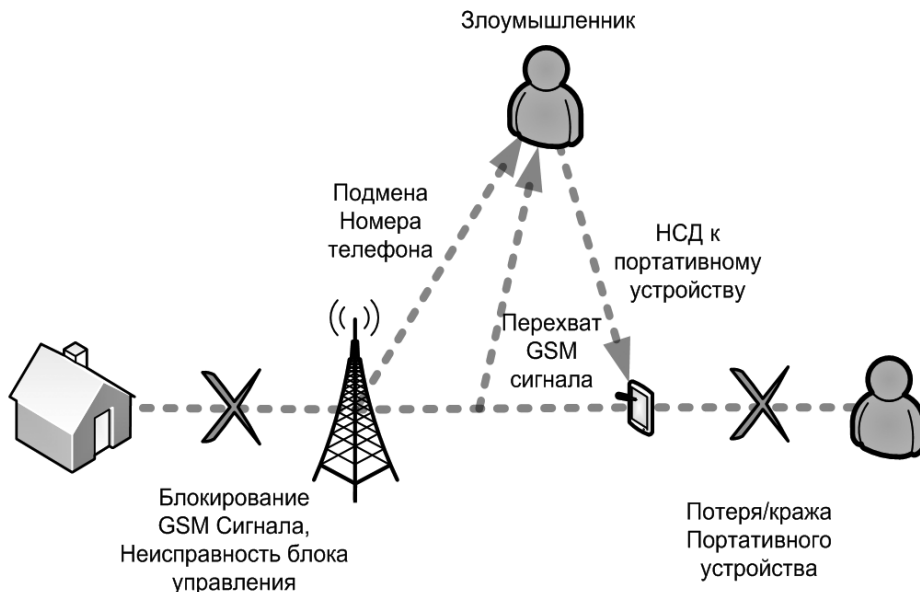 Злоумышленник
Подмена
Номера
телефона
НСД к
портативному
устройству
Перехват
GSM
сигнала
Блокирование
GSM Сигнала,
Неисправность блока
управления
Потеря/кража
Портативного
устройства